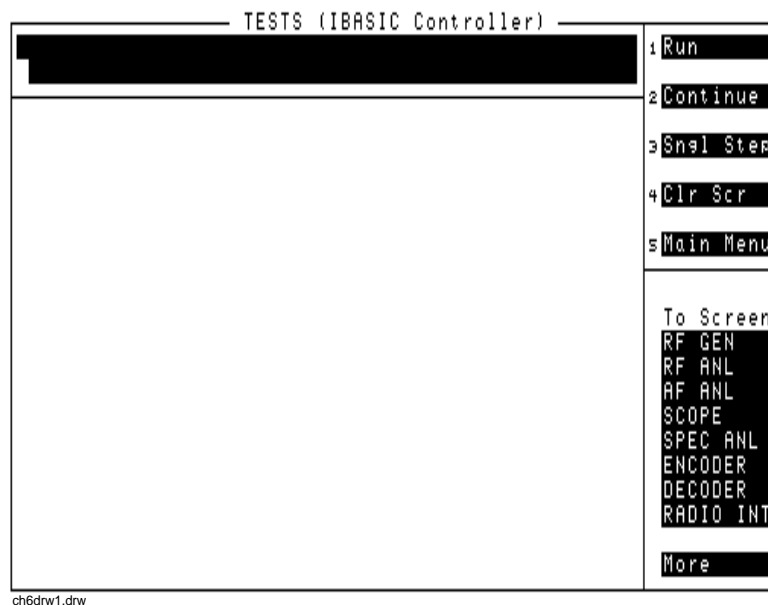 TESTS (IBASIC Controller)
1 Run
2 Continue
3 Sngl Step
4 Clr Scr
5 Main Menu
To Screen
RF GEN
RF ANL
AF ANL
SCOPE
SPEC ANL
ENCODER
DECODER
RADIO INT
More
ch6drw1.drw